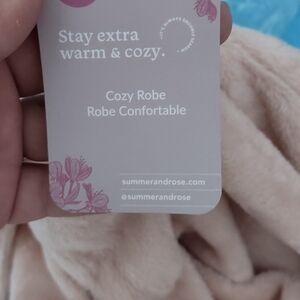 Stay extra
warm & cozy.
Cozy Robe
Robe Confortable
summerandrose.com
@summerandrose